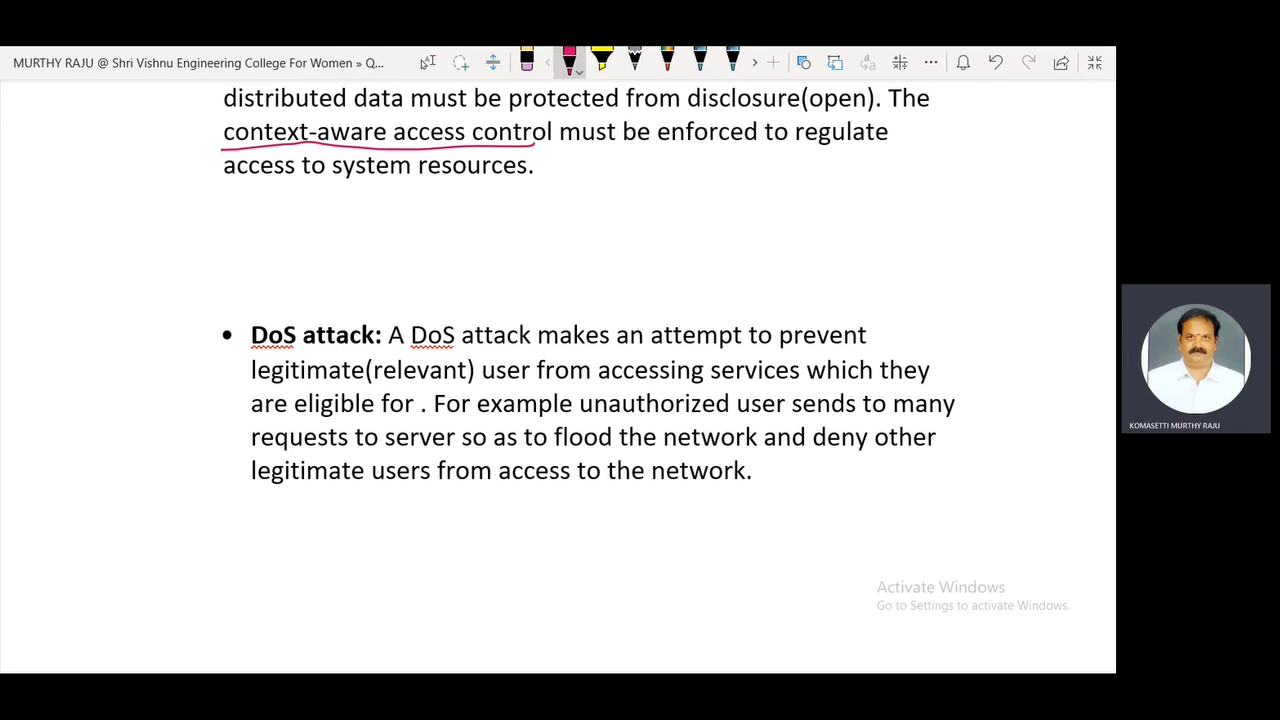 MURTHY RAJU @ Shri Vishnu Engineering College For Women » Q...
distributed data must be protected from disclosure(open). The
context-aware access control must be enforced to regulate
access to system resources.
• DoS attack: A DoS attack makes an attempt to prevent
legitimate(relevant) user from accessing services which they
are eligible for . For example unauthorized user sends to many
requests to server so as to flood the network and deny other
legitimate users from access to the network.
KOMASETTI MURTHY RAJU
Activate Windows
Go to Settings to activate Windows.